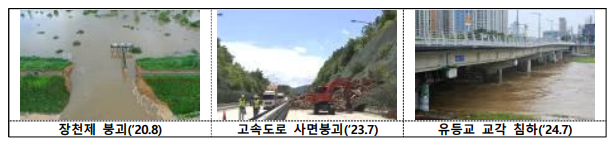 장천제 붕괴('20.8)
고속도로 사면붕괴('23.7)
유등교 교각 침하('24.7)